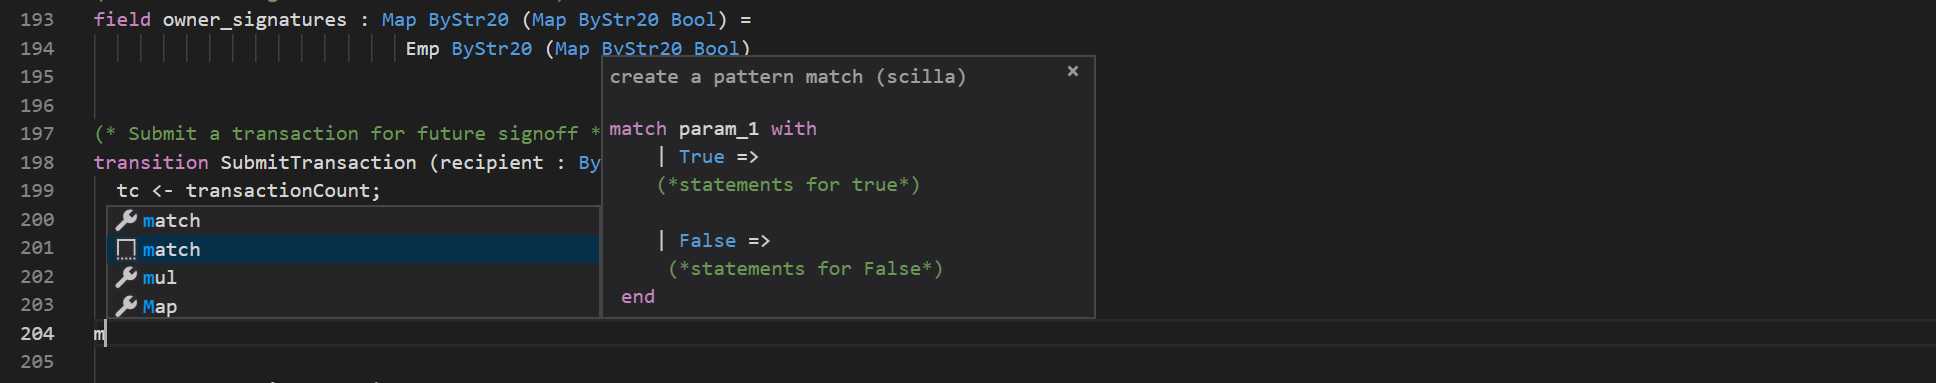 193 field owner_signatures : Map ByStr20 (Map ByStr20 Bool) =
194 Emp ByStr20 (Map ByStr20 Bool)
195
196
197 (* Submit a transaction for future signoff *
198 transition SubmitTransaction (recipient : By
199 tc <- transactionCount;
200 match
201 match
202 mul
203 Map
204 m
205
create a pattern match (scilla) ×
match param_1 with
| True =>
(*statements for true*)
| False =>
(*statements for False*)
end